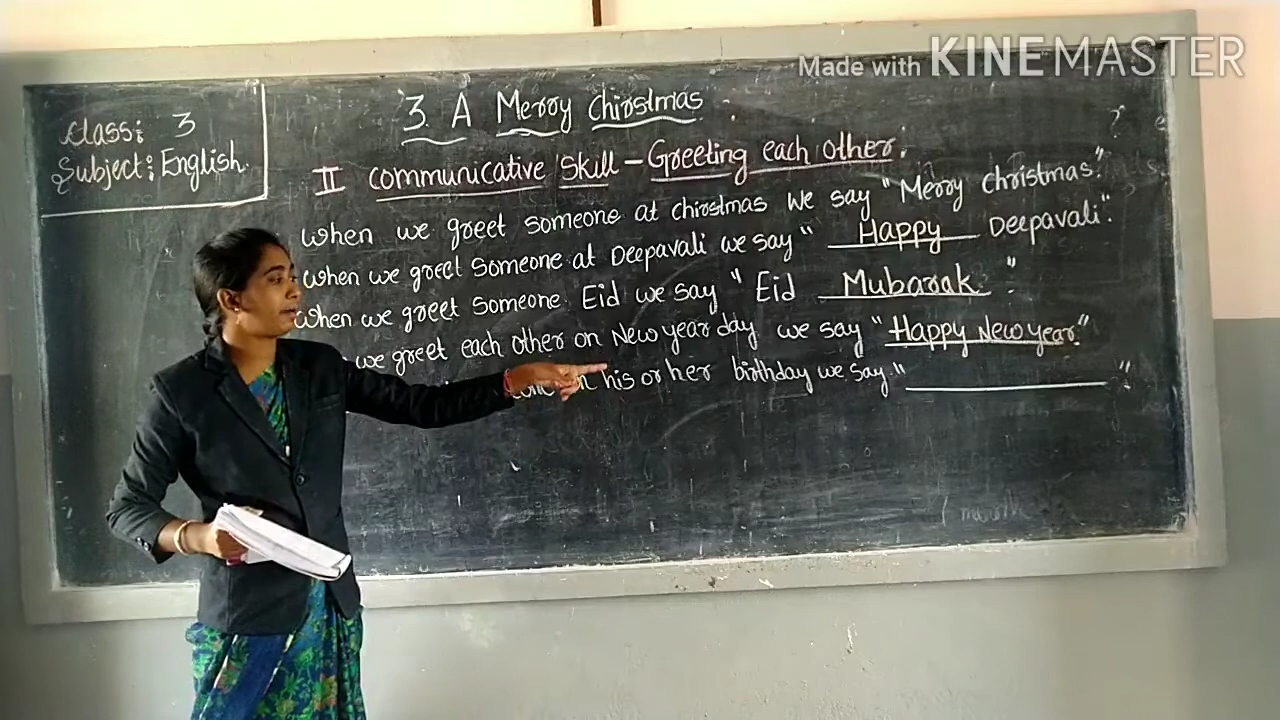 Made with KINEMASTER
Class: 3
Subject: English.
3. A Merry Chirstmas.
II communicative skill - Greeting each other.
When we greet someone at chirstmas We say "Merry Christmas."
When we greet Someone at Deepavali we say "Happy Deepavali".
When we greet Someone Eid we say "Eid Mubarak."
we greet each other on New year day we say "Happy New year"
his or her birthday we say." ________"